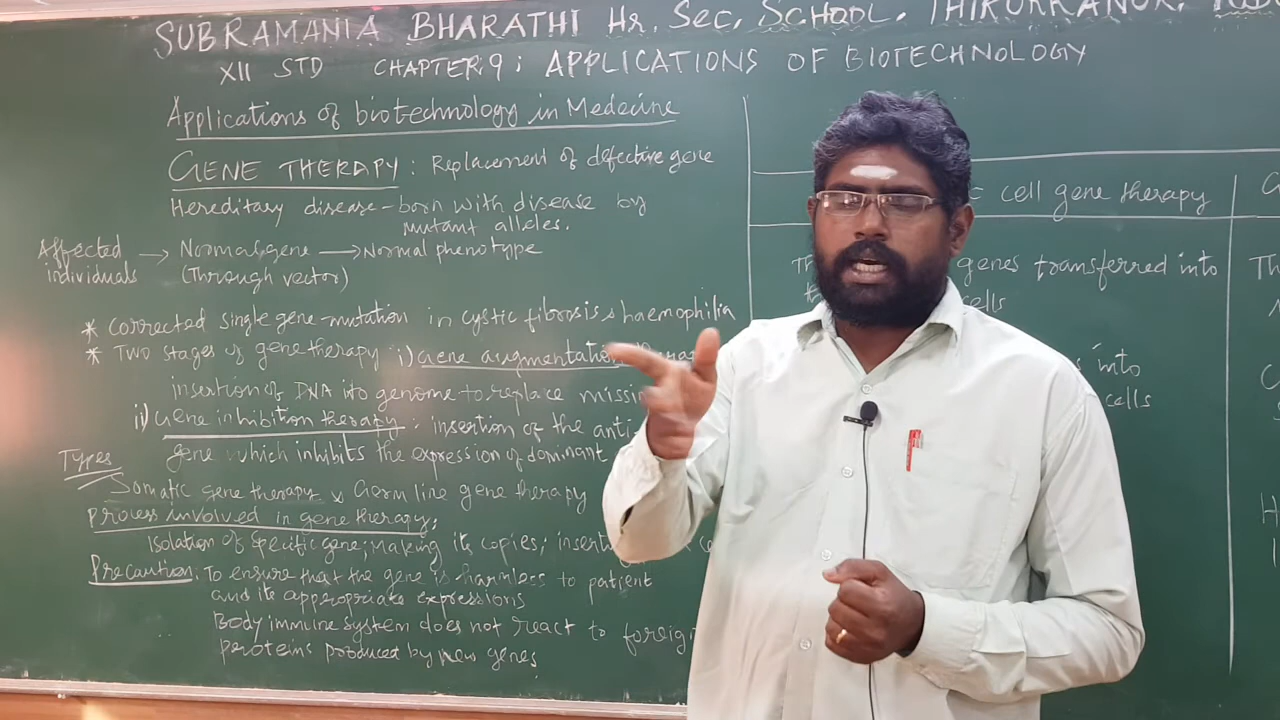 SUBRAMANIA BHARATHI Hr. Sec. SCHOOL. THIRUKKANUR.
XII STD CHAPTER 9: APPLICATIONS OF BIOTECHNOLOGY
Applications of biotechnology in Medecine
GENE THERAPY: Replacement of defective gene
Hereditary disease - born with disease by
mutant alleles.
Affected individuals → Normal gene → Normal phenotype
(Through vector)
* Corrected single gene mutation in cystic fibrosis & haemophilia
* Two stages of gene therapy i) Gene augmentation
insertion of DNA into genome to replace
ii) Gene inhibition therapy: insertion of the anti
gene which inhibits the expression of dominant
Types
Somatic gene therapy & Germ line gene therapy
Process involved in gene therapy:
Isolation of specific gene; Making its copies;
Precaution: To ensure that the gene is harmless to patient
and its appropriate expressions
Body immune system does not react to foreign
proteins produced by new genes
cell gene therapy
genes transferred into
cells
into
cells